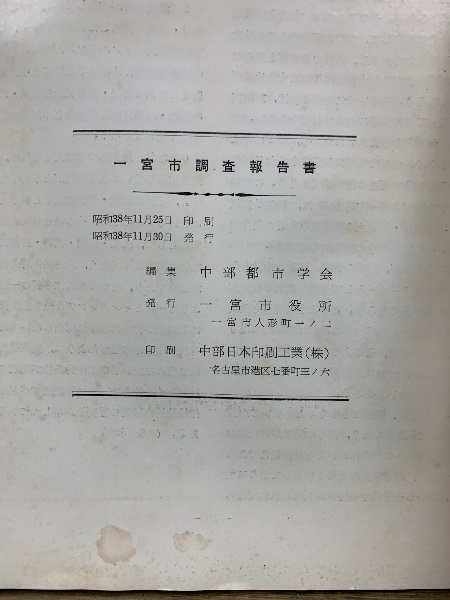 一宮市調査報告書
昭和38年11月25日 印刷
昭和38年11月30日 発行
編集 中部都市学会
発行 一宮市役所
一宮市人形町一ノ二
印刷 中部日本印刷工業(株)
名古屋市港区七番町三ノ六